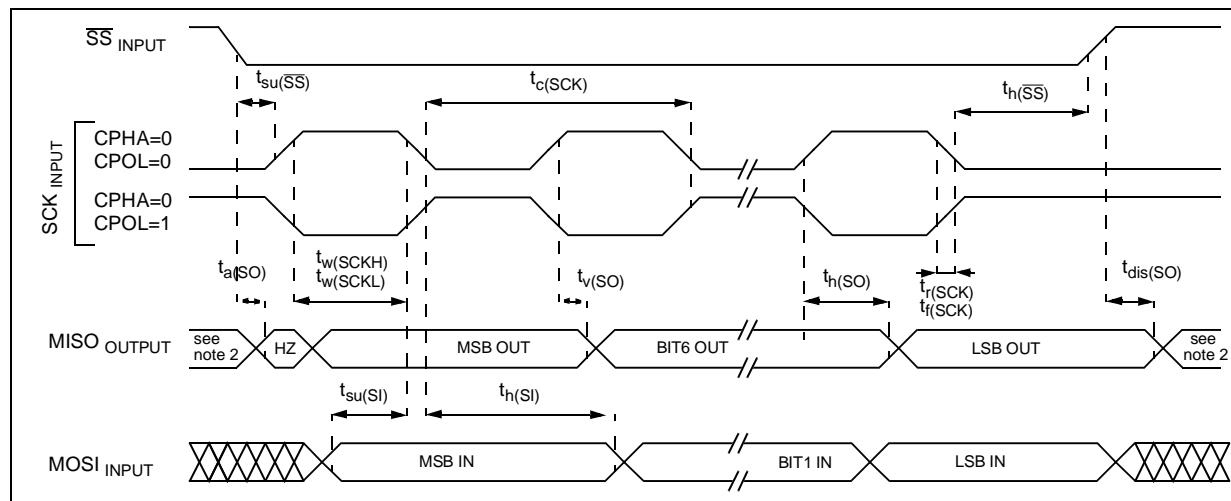 SS INPUT
tsu(SS)
tc(SCK)
th(SS)
SCK INPUT
CPHA=0
CPOL=0
CPHA=0
CPOL=1
ta(SO)
tw(SCKH)
tw(SCKL)
tv(SO)
th(SO)
tr(SCK)
tf(SCK)
tdis(SO)
MISO OUTPUT
see
note 2
HZ
MSB OUT
BIT6 OUT
LSB OUT
see
note 2
tsu(SI)
th(SI)
MOSI INPUT
MSB IN
BIT1 IN
LSB IN